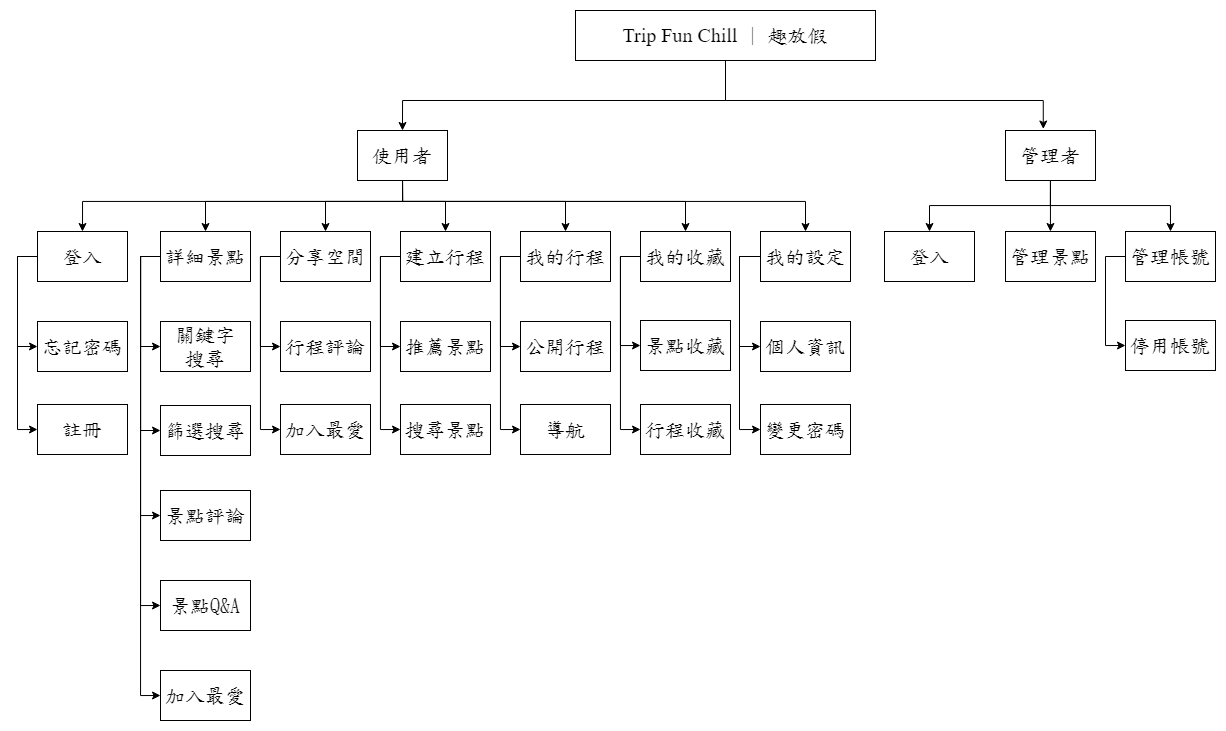 Trip Fun Chill｜趣放假
使用者
管理者
登入
詳細景點
分享空間
建立行程
我的行程
我的收藏
我的設定
登入
管理景點
管理帳號
忘記密碼
關鍵字
搜尋
行程評論
推薦景點
公開行程
景點收藏
個人資訊
停用帳號
註冊
篩選搜尋
加入最愛
搜尋景點
導航
行程收藏
變更密碼
景點評論
景點Q&A
加入最愛